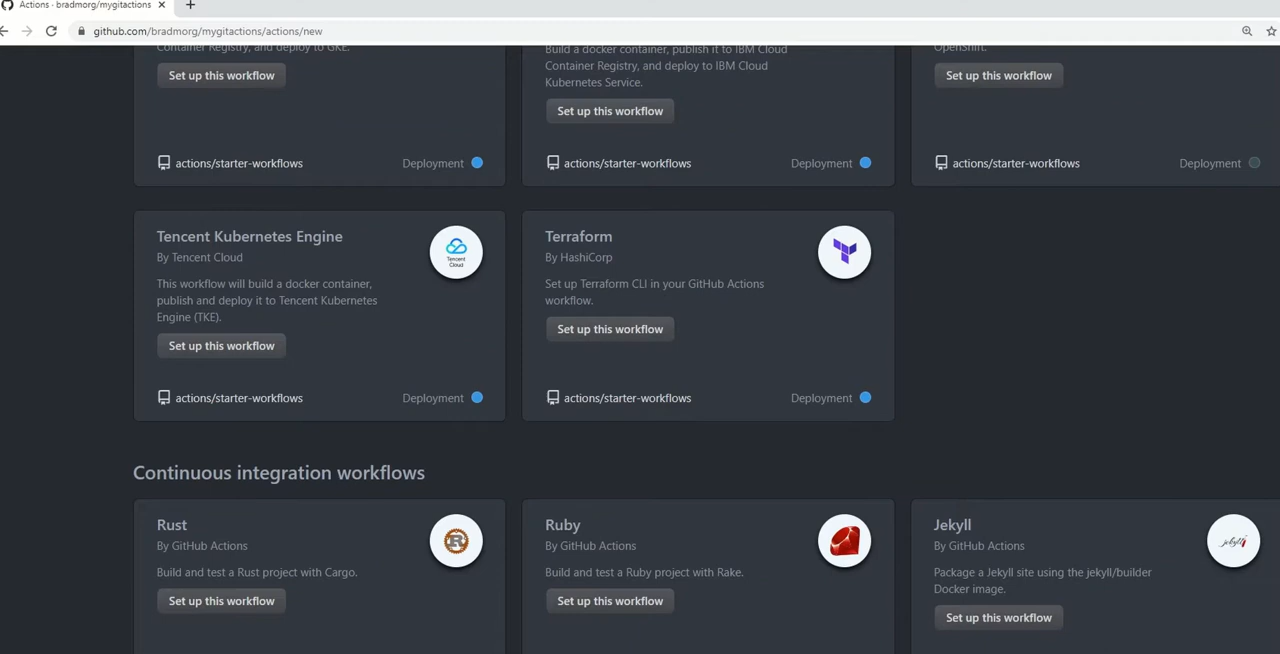 Actions · bradmorg/mygitactions
github.com/bradmorg/mygitactions/actions/new
Container Registry, and deploy to GKE.
Set up this workflow
actions/starter-workflows
Deployment
Build a docker container, publish it to IBM Cloud
Container Registry, and deploy to IBM Cloud
Kubernetes Service.
Set up this workflow
actions/starter-workflows
Deployment
OpenShift.
Set up this workflow
actions/starter-workflows
Deployment
Tencent Kubernetes Engine
By Tencent Cloud
Tencent
Cloud
This workflow will build a docker container,
publish and deploy it to Tencent Kubernetes
Engine (TKE).
Set up this workflow
actions/starter-workflows
Deployment
Terraform
By HashiCorp
Set up Terraform CLI in your GitHub Actions
workflow.
Set up this workflow
actions/starter-workflows
Deployment
Continuous integration workflows
Rust
By GitHub Actions
R
Build and test a Rust project with Cargo.
Set up this workflow
Ruby
By GitHub Actions
Build and test a Ruby project with Rake.
Set up this workflow
Jekyll
By GitHub Actions
jekyll
Package a Jekyll site using the jekyll/builder
Docker image.
Set up this workflow